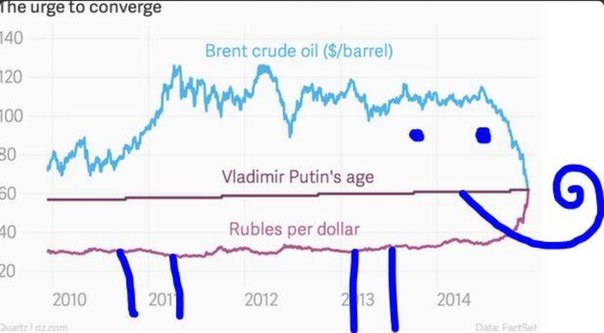 The urge to converge
140
Brent crude oil ($/barrel)
120
100
80
Vladimir Putin's age
60
40
Rubles per dollar
20
2010 2011 2012 2013 2014
Quartz | qz.com Data: FactSet